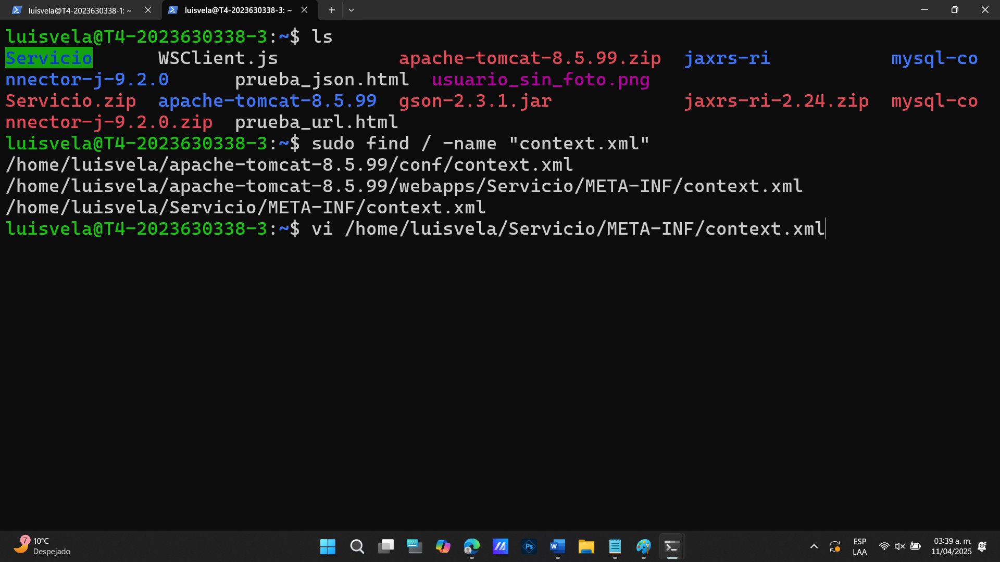 luisvela@T4-2023630338-1: ~
luisvela@T4-2023630338-3: ~
luisvela@T4-2023630338-3:~$ ls
Servicio      WSClient.js           apache-tomcat-8.5.99.zip  jaxrs-ri           mysql-co
nnector-j-9.2.0      prueba_json.html  usuario_sin_foto.png
Servicio.zip  apache-tomcat-8.5.99  gson-2.3.1.jar            jaxrs-ri-2.24.zip  mysql-co
nnector-j-9.2.0.zip  prueba_url.html
luisvela@T4-2023630338-3:~$ sudo find / -name "context.xml"
/home/luisvela/apache-tomcat-8.5.99/conf/context.xml
/home/luisvela/apache-tomcat-8.5.99/webapps/Servicio/META-INF/context.xml
/home/luisvela/Servicio/META-INF/context.xml
luisvela@T4-2023630338-3:~$ vi /home/luisvela/Servicio/META-INF/context.xml
7
10°C
Despejado
Ps
W
ESP
LAA
03:39 a. m.
11/04/2025